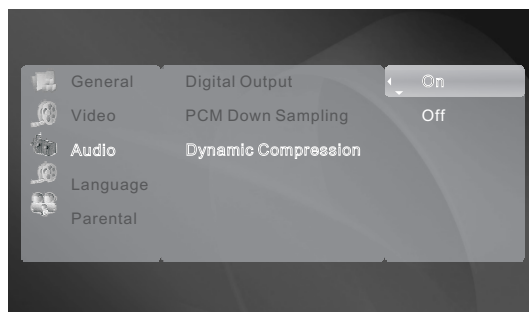 General Digital Output On
Video PCM Down Sampling Off
Audio Dynamic Compression
Language
Parental